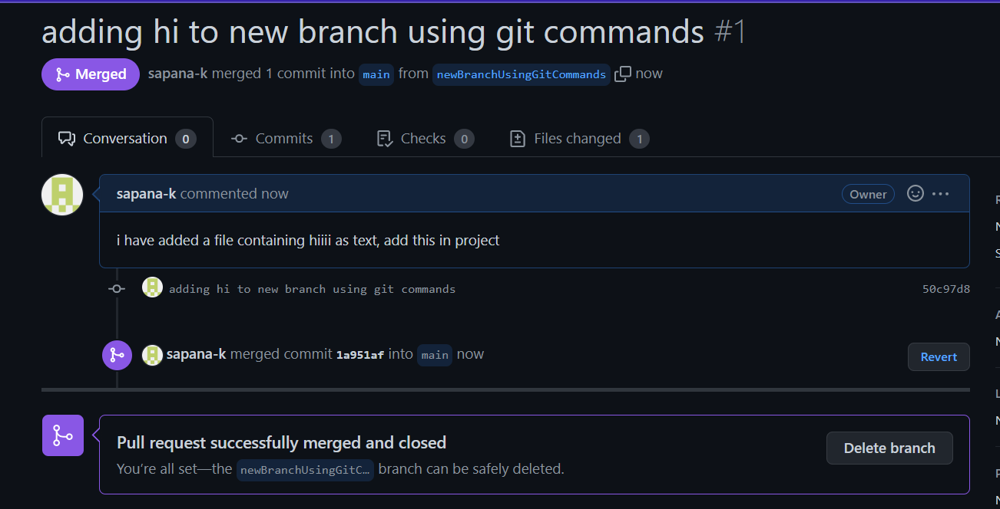 adding hi to new branch using git commands #1
Merged sapana-k merged 1 commit into main from newBranchUsingGitCommands now
Conversation 0 Commits 1 Checks 0 Files changed 1
sapana-k commented now Owner
i have added a file containing hiiii as text, add this in project
adding hi to new branch using git commands 50c97d8
sapana-k merged commit 1a951af into main now Revert
Pull request successfully merged and closed
You’re all set—the newBranchUsingGitC… branch can be safely deleted. Delete branch